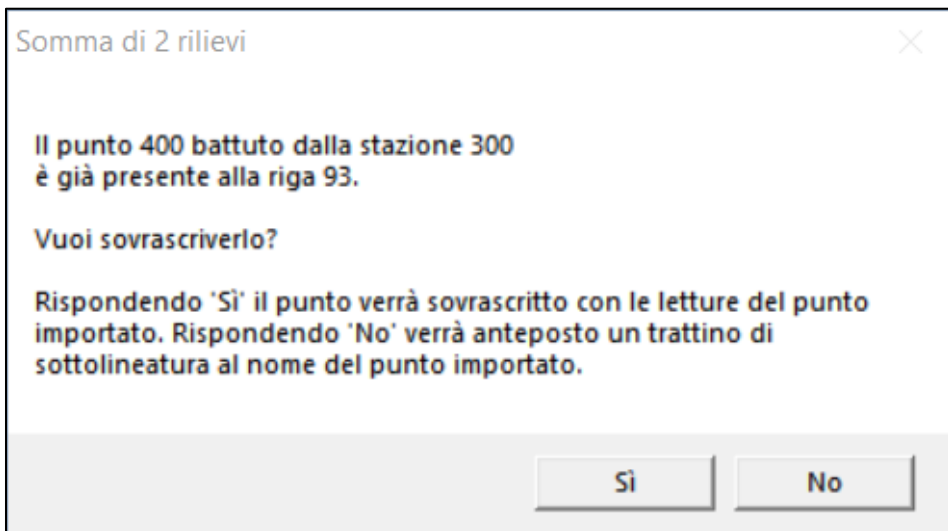 Somma di 2 rilievi
Il punto 400 battuto dalla stazione 300
è già presente alla riga 93.
Vuoi sovrascriverlo?
Rispondendo 'Sì' il punto verrà sovrascritto con le letture del punto
importato. Rispondendo 'No' verrà anteposto un trattino di
sottolineatura al nome del punto importato.
Sì
No